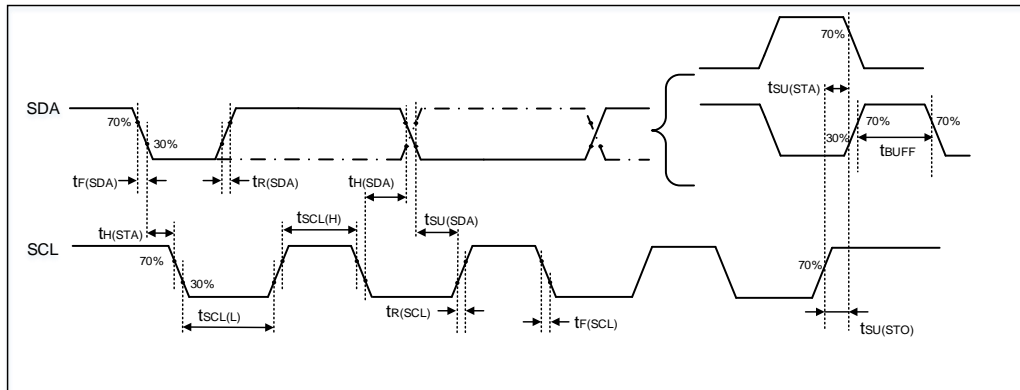 70%
tSU(STA)
SDA
70%
30%
30%
70%
70%
tBUFF
tF(SDA)
tR(SDA)
tH(SDA)
tSCL(H)
tSU(SDA)
tH(STA)
SCL
70%
30%
70%
tSCL(L)
tR(SCL)
tF(SCL)
tSU(STO)